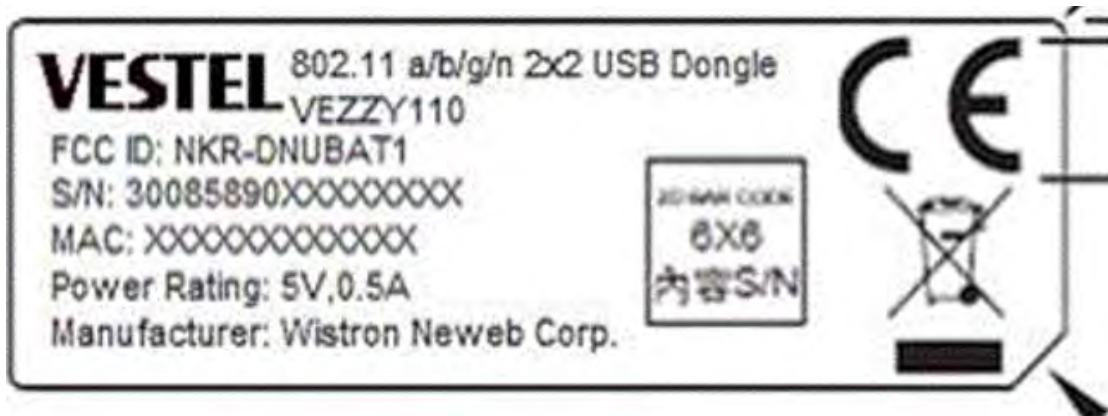 VESTEL 802.11 a/b/g/n 2x2 USB Dongle
VEZZY110
FCC ID: NKR-DNUBAT1
S/N: 30085890XXXXXXXX
MAC: XXXXXXXXXXXX
Power Rating: 5V,0.5A
Manufacturer: Wistron Neweb Corp.
2D BAR CODE
6X6
內容S/N
CE